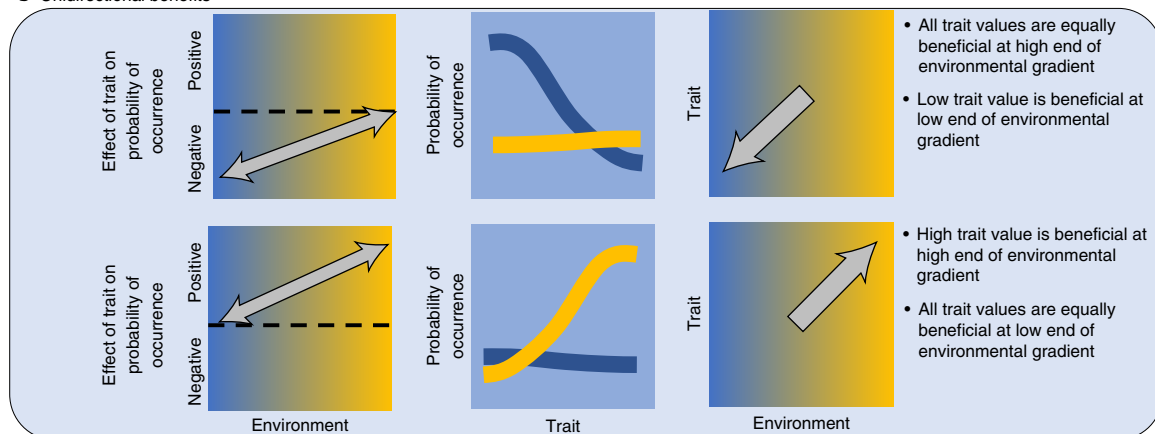 Unidirectional benefits
Effect of trait on
probability of
occurrence
Negative
Positive
Probability of
occurrence
Trait
• All trait values are equally
beneficial at high end of
environmental gradient
• Low trait value is beneficial at
low end of environmental
gradient
Effect of trait on
probability of
occurrence
Negative
Positive
Environment
Probability of
occurrence
Trait
Trait
Environment
• High trait value is beneficial at
high end of environmental
gradient
• All trait values are equally
beneficial at low end of
environmental gradient